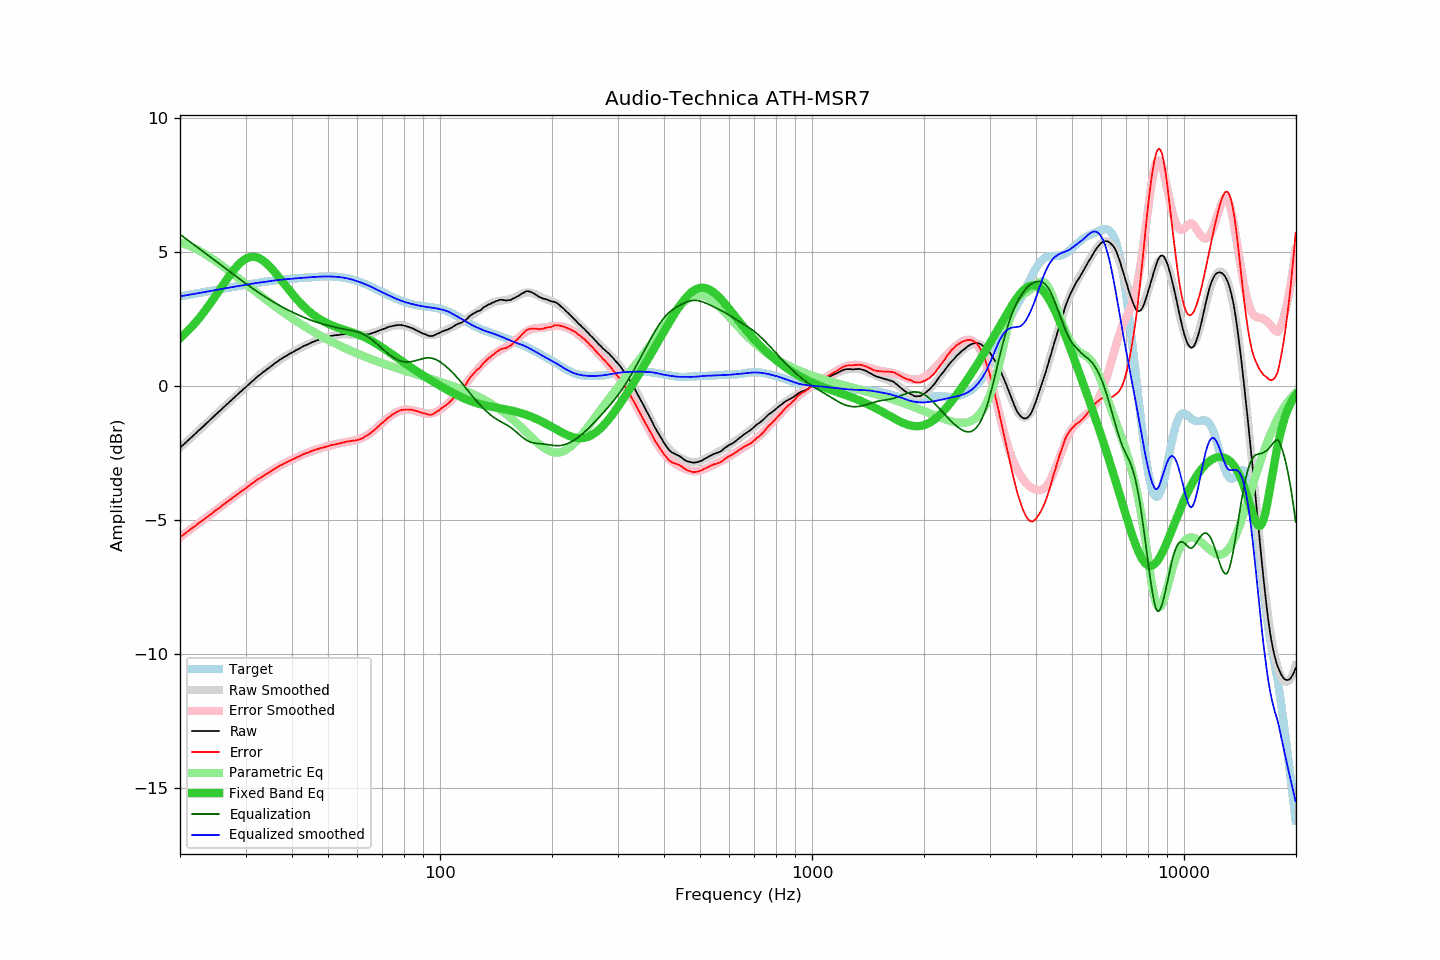 Audio-Technica ATH-MSR7
10
5
0
−5
−10
−15
Amplitude (dBr)
Target
Raw Smoothed
Error Smoothed
Raw
Error
Parametric Eq
Fixed Band Eq
Equalization
Equalized smoothed
100 1000 10000
Frequency (Hz)